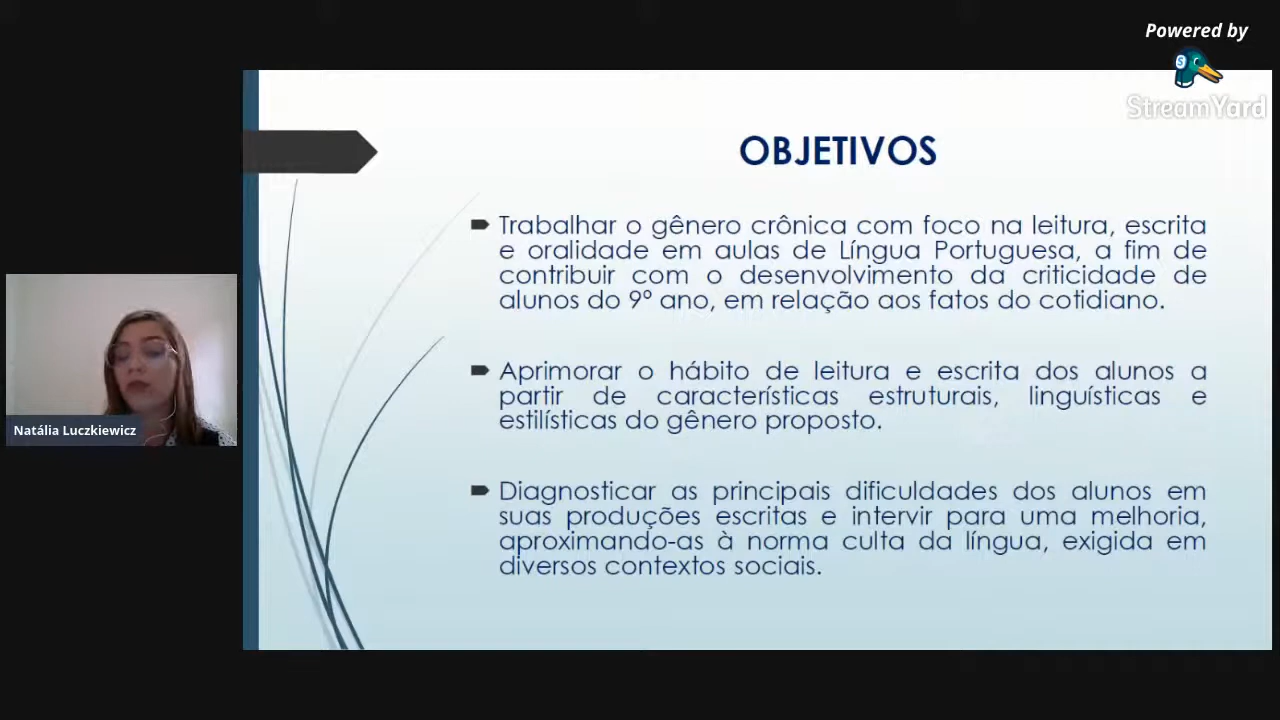 Powered by
StreamYard
OBJETIVOS
Trabalhar o gênero crônica com foco na leitura, escrita
e oralidade em aulas de Língua Portuguesa, a fim de
contribuir com o desenvolvimento da criticidade de
alunos do 9º ano, em relação aos fatos do cotidiano.
Aprimorar o hábito de leitura e escrita dos alunos a
partir de características estruturais, linguísticas e
estilísticas do gênero proposto.
Diagnosticar as principais dificuldades dos alunos em
suas produções escritas e intervir para uma melhoria,
aproximando-as à norma culta da língua, exigida em
diversos contextos sociais.
Natália Luczkiewicz